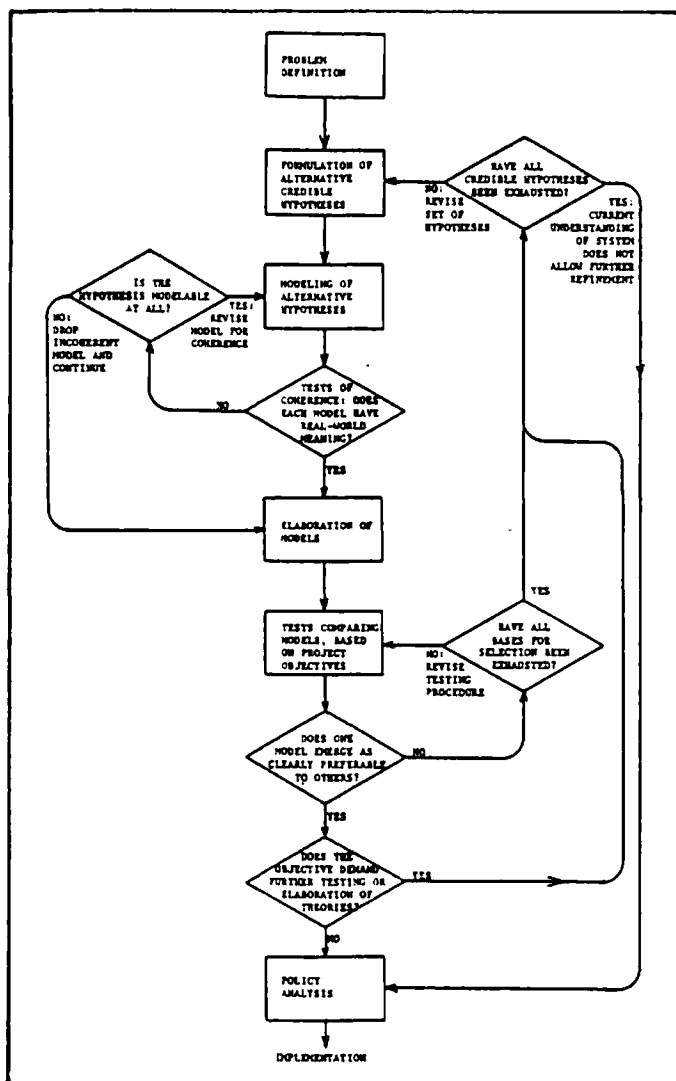 PROBLEM
DEFINITION
FORMULATION OF
ALTERNATIVE
CREDIBLE
HYPOTHESES
HAVE ALL
CREDIBLE HYPOTHESES
BEEN EXHAUSTED?
NO:
REVISE
SET OF
HYPOTHESES
YES:
CURRENT
UNDERSTANDING
OF SYSTEM
DOES NOT
ALLOW FURTHER
REFINEMENT
IS THE
HYPOTHESIS MODELABLE
AT ALL?
NO:
DROP
INCOHERENT
MODEL AND
CONTINUE
YES:
REVISE
MODEL FOR
COHERENCE
MODELING OF
ALTERNATIVE
HYPOTHESES
NO
TESTS OF
COHERENCE: DOES
EACH MODEL HAVE
REAL-WORLD
MEANING?
YES
ELABORATION OF
MODELS
TESTS COMPARING
MODELS, BASED
ON PROJECT
OBJECTIVES
YES
HAVE ALL
BASES FOR
SELECTION BEEN
EXHAUSTED?
NO:
REVISE
TESTING
PROCEDURE
DOES ONE
MODEL EMERGE AS
CLEARLY PREFERABLE
TO OTHERS?
NO
YES
DOES THE
OBJECTIVE DEMAND
FURTHER TESTING OR
ELABORATION OF
THEORIES?
YES
NO
POLICY
ANALYSIS
IMPLEMENTATION